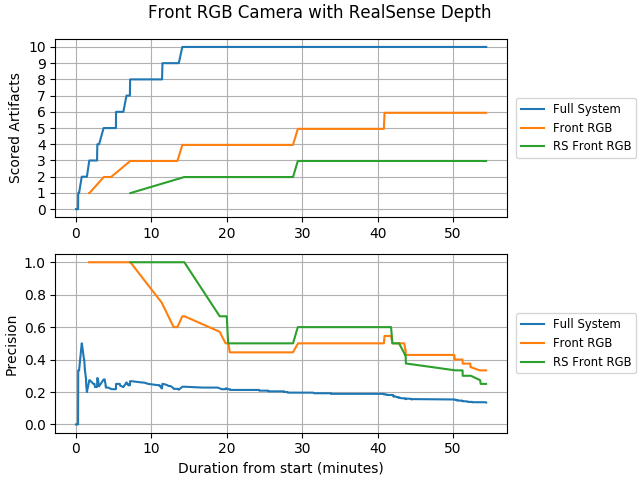 Front RGB Camera with RealSense Depth
Scored Artifacts
10
9
8
7
6
5
4
3
2
1
0
0 10 20 30 40 50
Full System
Front RGB
RS Front RGB
Precision
1.0
0.8
0.6
0.4
0.2
0.0
0 10 20 30 40 50
Duration from start (minutes)
Full System
Front RGB
RS Front RGB